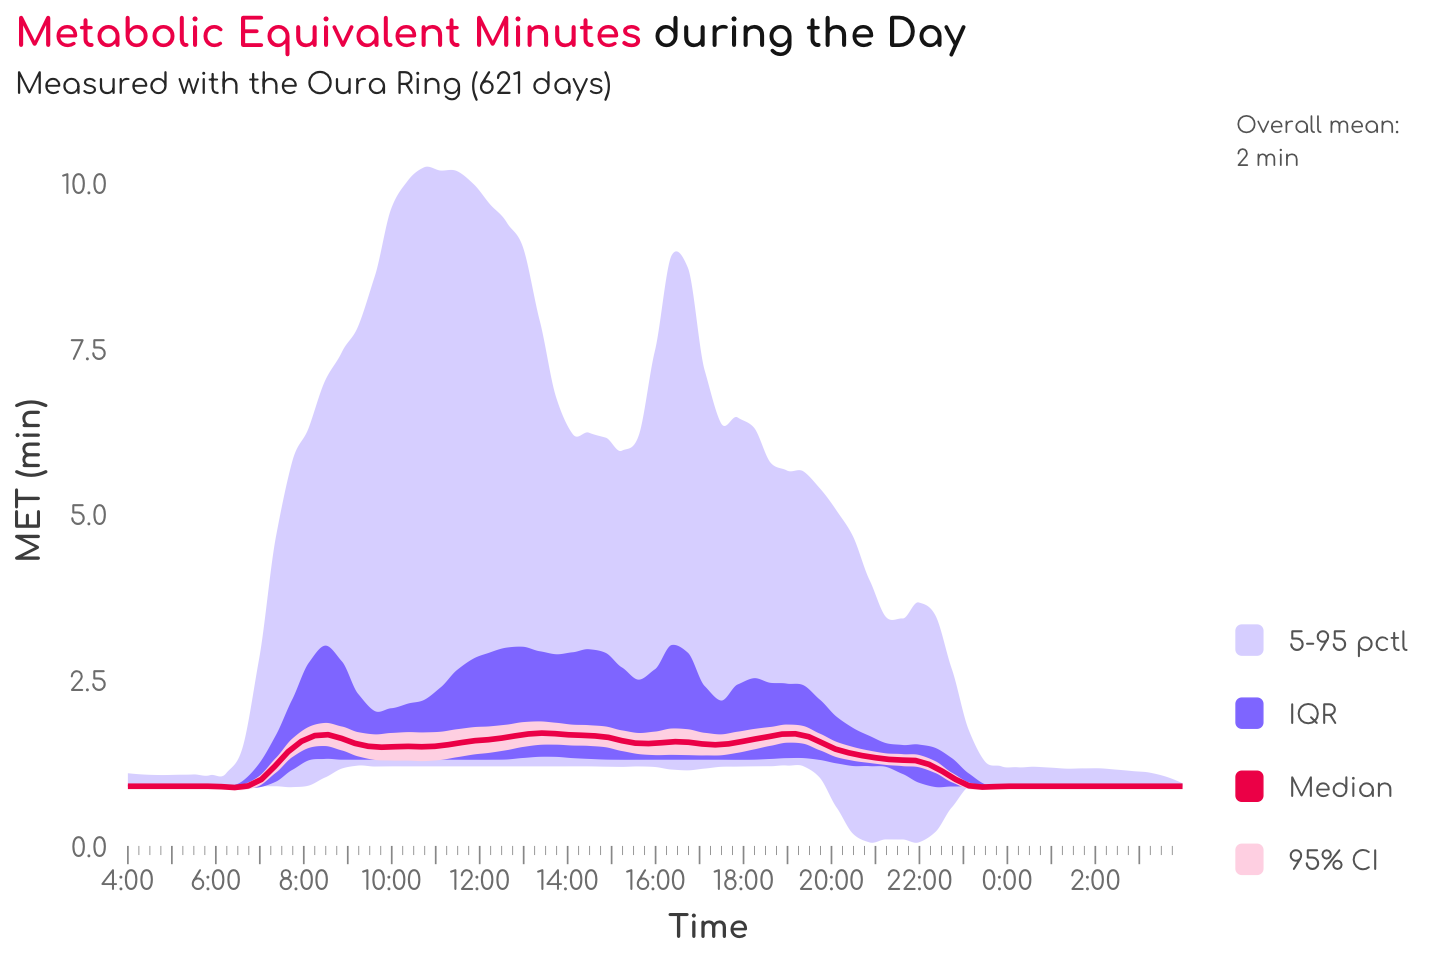 Metabolic Equivalent Minutes during the Day
Measured with the Oura Ring (621 days)
Overall mean:
2 min
10.0
7.5
5.0
2.5
0.0
MET (min)
4:00 6:00 8:00 10:00 12:00 14:00 16:00 18:00 20:00 22:00 0:00 2:00
Time
5-95 pctl
IQR
Median
95% CI